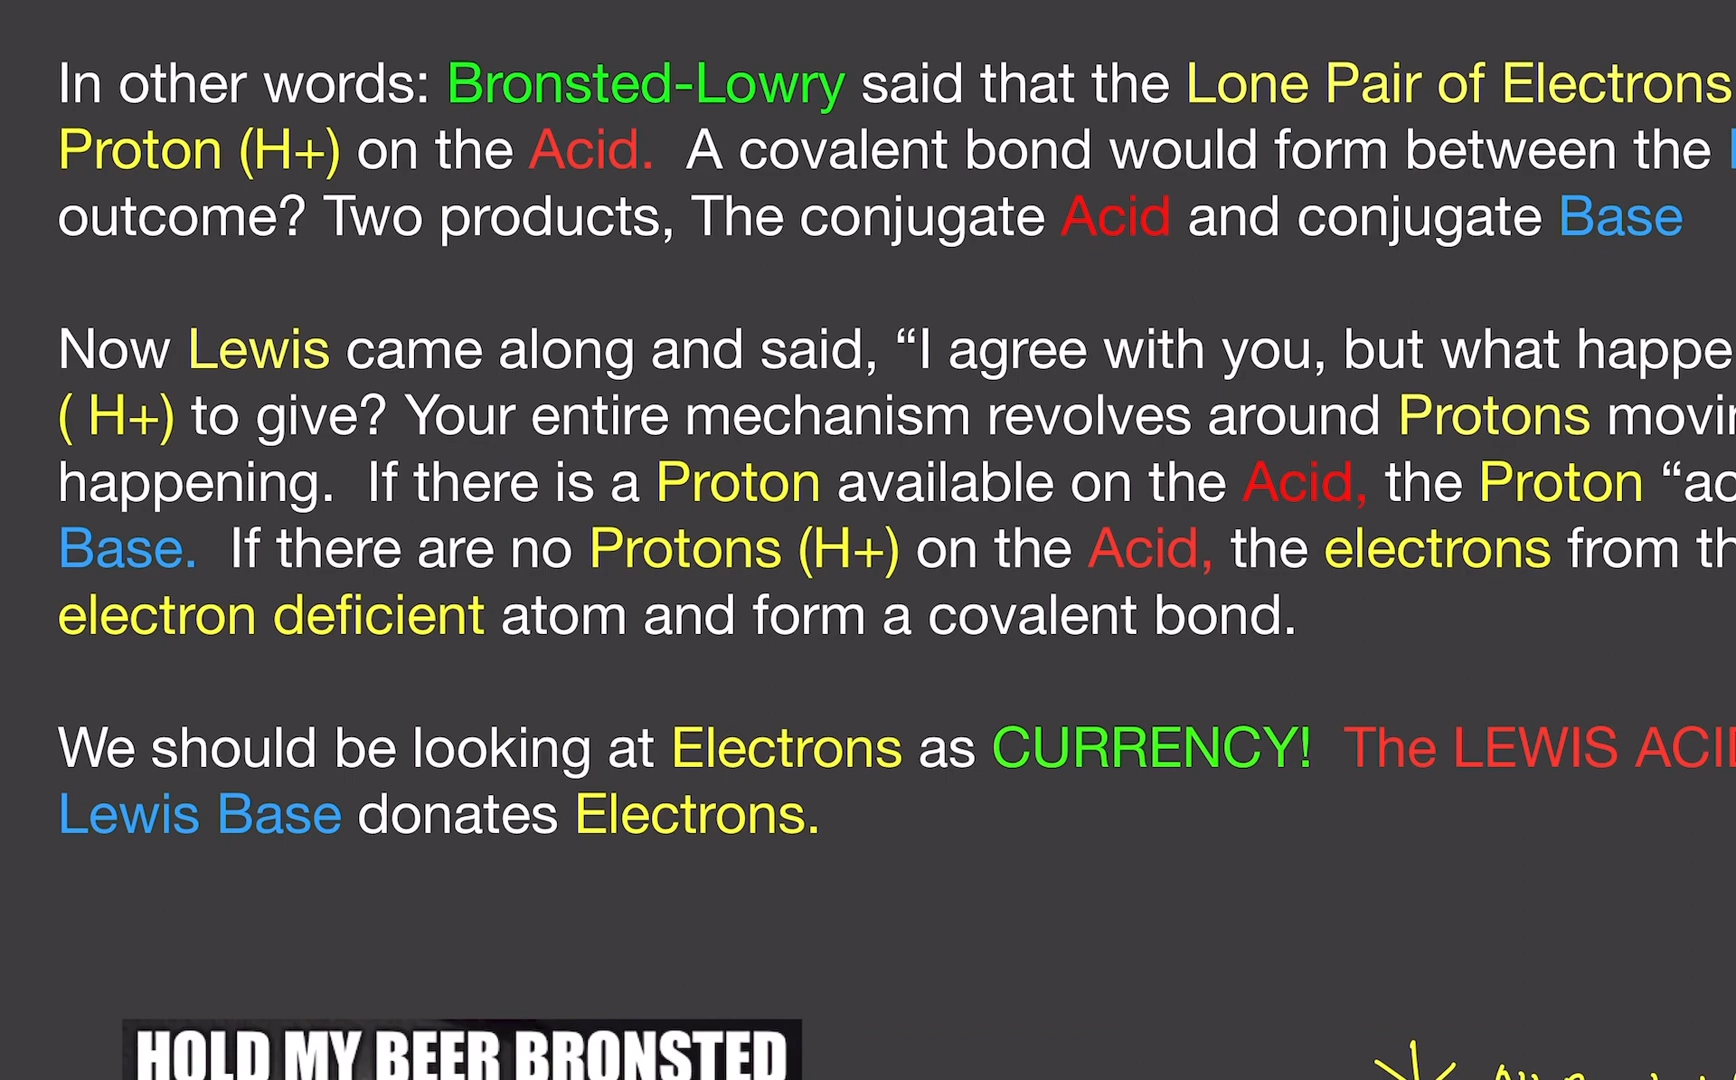 In other words: Bronsted-Lowry said that the Lone Pair of Electrons
Proton (H+) on the Acid. A covalent bond would form between the
outcome? Two products, The conjugate Acid and conjugate Base
Now Lewis came along and said, “I agree with you, but what happe
( H+) to give? Your entire mechanism revolves around Protons movin
happening. If there is a Proton available on the Acid, the Proton “ac
Base. If there are no Protons (H+) on the Acid, the electrons from th
electron deficient atom and form a covalent bond.
We should be looking at Electrons as CURRENCY! The LEWIS ACID
Lewis Base donates Electrons.
HOLD MY BEER BRONSTED